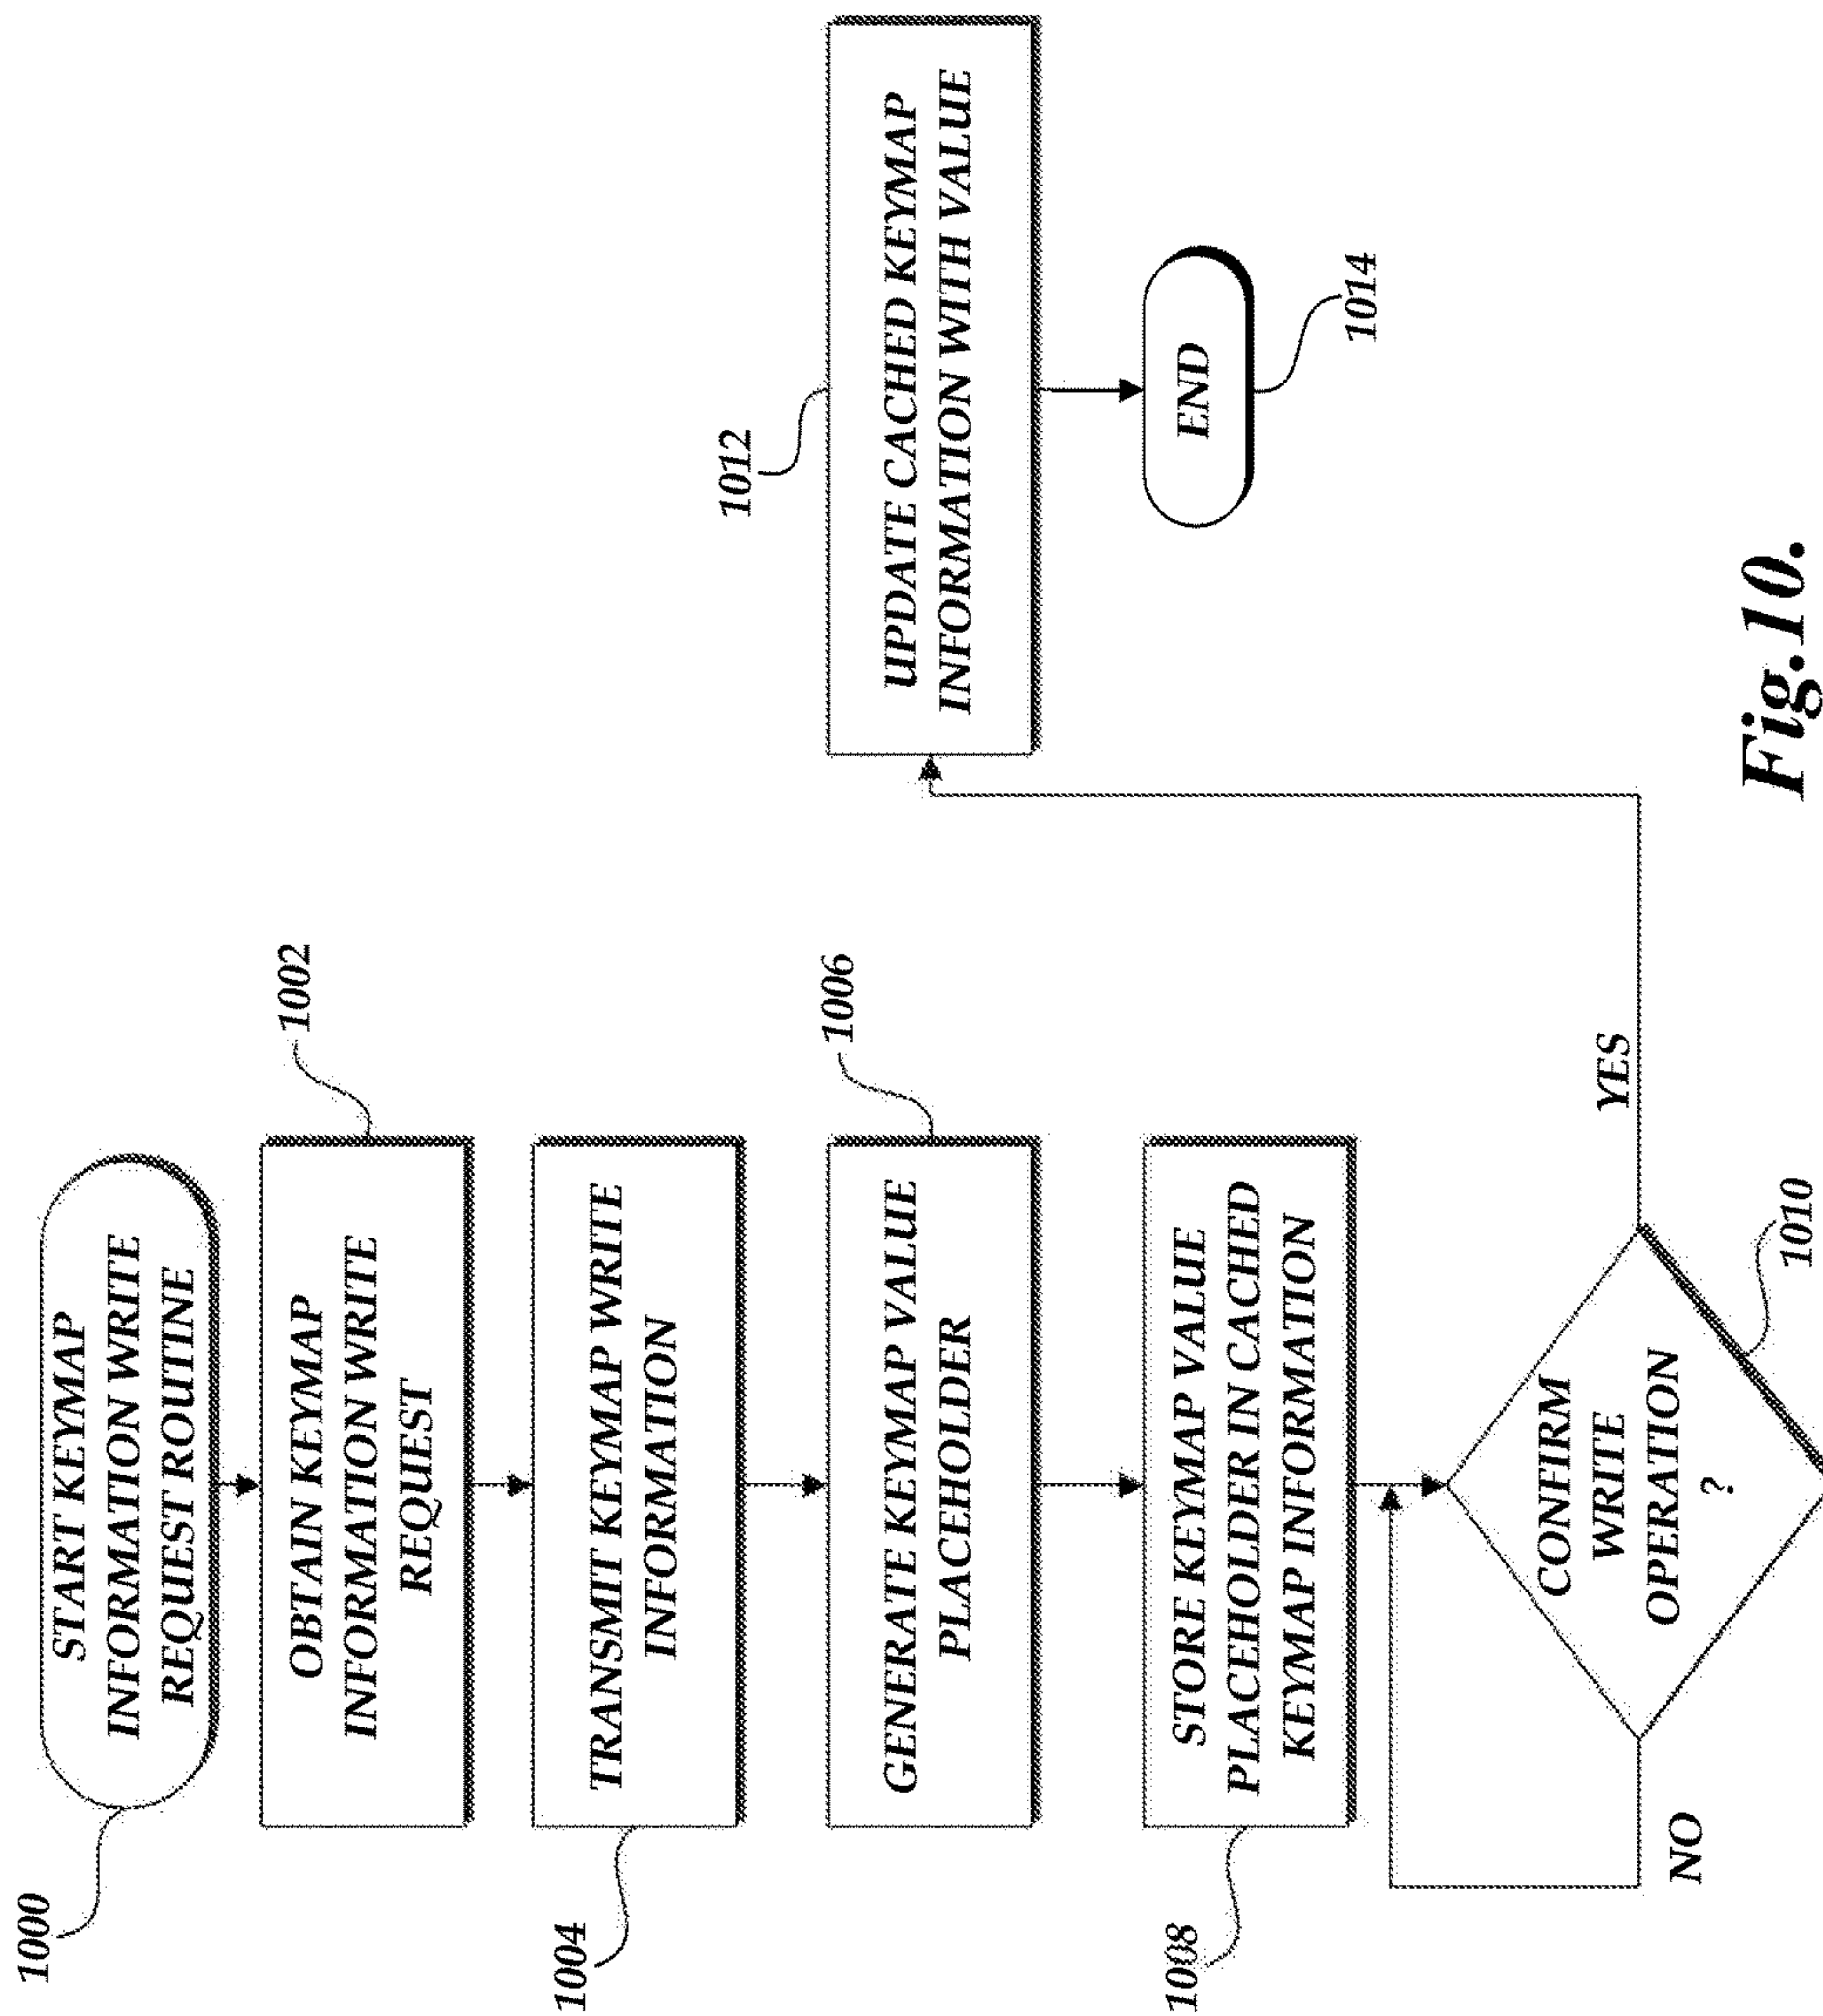 1000
START KEYMAP
INFORMATION WRITE
REQUEST ROUTINE
1002
OBTAIN KEYMAP
INFORMATION WRITE
REQUEST
1004
TRANSMIT KEYMAP WRITE
INFORMATION
1006
GENERATE KEYMAP VALUE
PLACEHOLDER
1008
STORE KEYMAP VALUE
PLACEHOLDER IN CACHED
KEYMAP INFORMATION
CONFIRM
WRITE
OPERATION
?
1010
NO
YES
1012
UPDATE CACHED KEYMAP
INFORMATION WITH VALUE
END
1014
Fig.10.